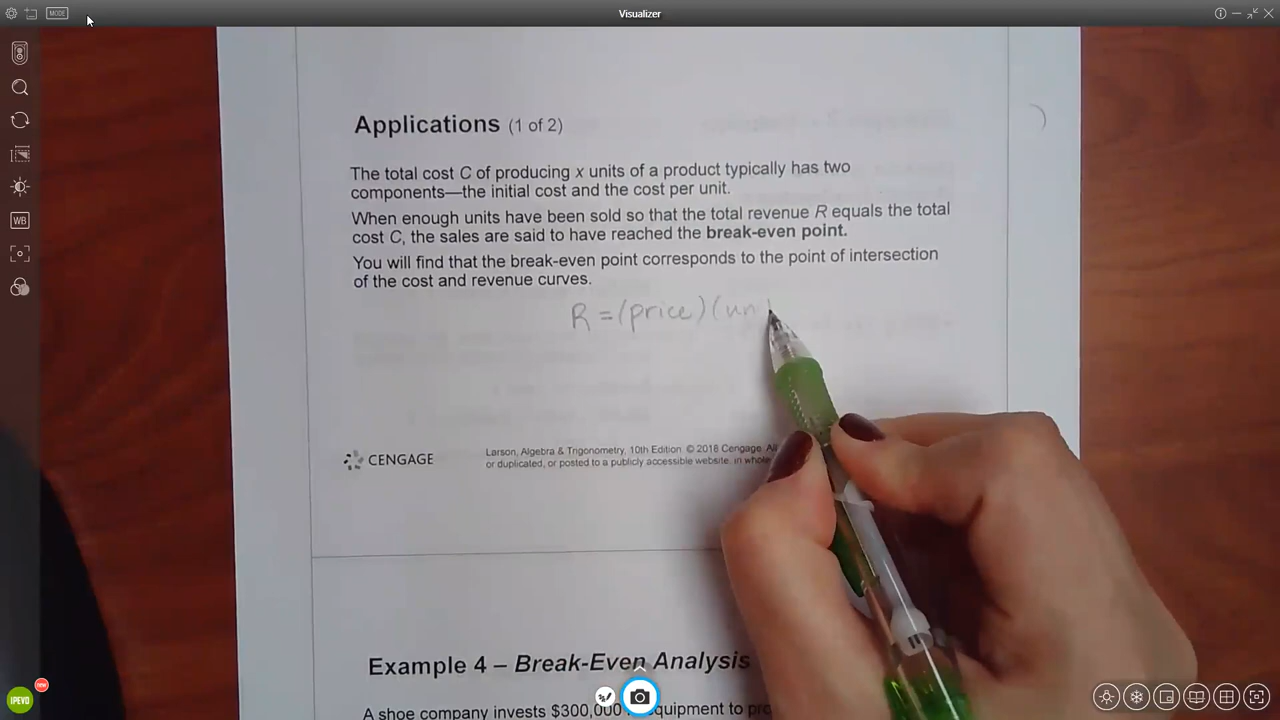 MODE
Visualizer
Applications (1 of 2)
The total cost C of producing x units of a product typically has two
components—the initial cost and the cost per unit.
When enough units have been sold so that the total revenue R equals the total
cost C, the sales are said to have reached the break-even point.
You will find that the break-even point corresponds to the point of intersection
of the cost and revenue curves.
R = (price) (un
CENGAGE
Larson, Algebra & Trigonometry, 10th Edition. © 2018 Cengage. All
or duplicated, or posted to a publicly accessible website, in whole
Example 4 – Break-Even Analysis
A shoe company invests $300,000 equipment to pro
WB
IPEVO
new